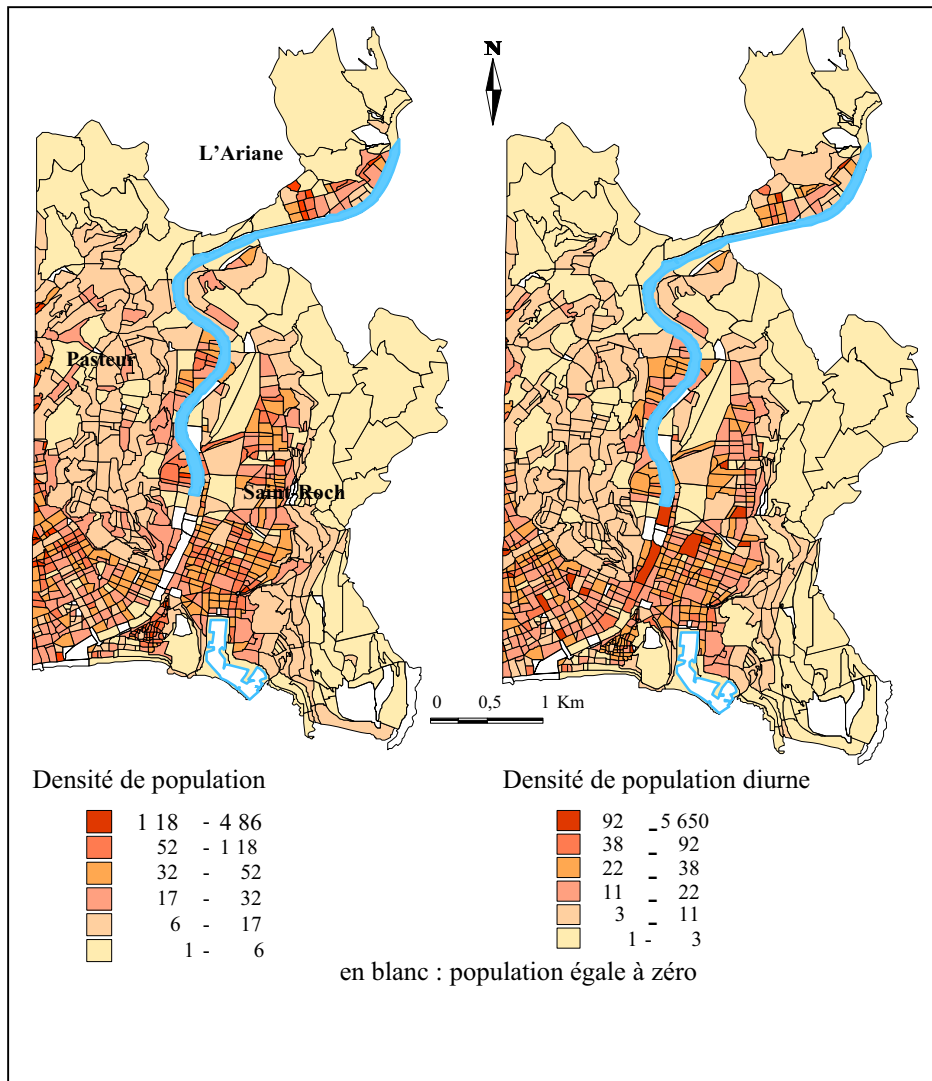 N
L'Ariane
Pasteur
Saint-Roch
0 0,5 1 Km
Densité de population
1 18 - 4 86
52 - 1 18
32 - 52
17 - 32
6 - 17
1 - 6
Densité de population diurne
92 - 5 650
38 - 92
22 - 38
11 - 22
3 - 11
1 - 3
en blanc : population égale à zéro